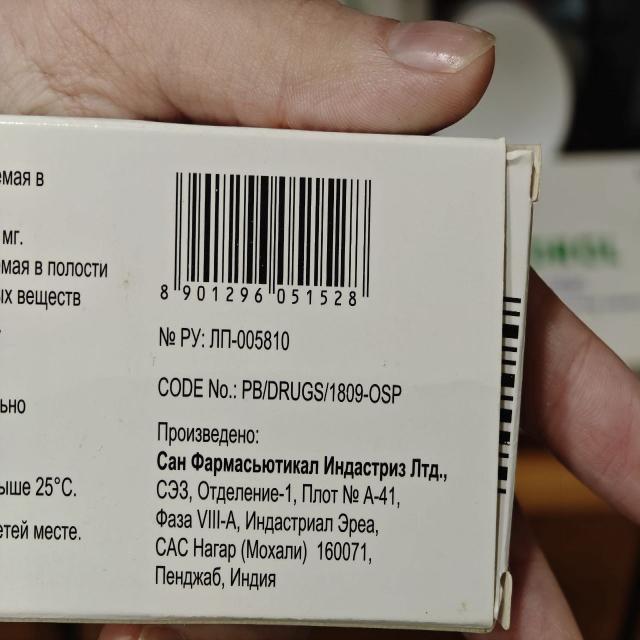 емая в
мг.
емая в полости
ых веществ
ьно
ыше 25°С.
етей месте.
8 901296 051528
№ РУ: ЛП-005810
CODE No.: PB/DRUGS/1809-OSP
Произведено:
Сан Фармасьютикал Индастриз Лтд.,
СЭЗ, Отделение-1, Плот № А-41,
Фаза VIII-А, Индастриал Эреа,
САС Нагар (Мохали) 160071,
Пенджаб, Индия